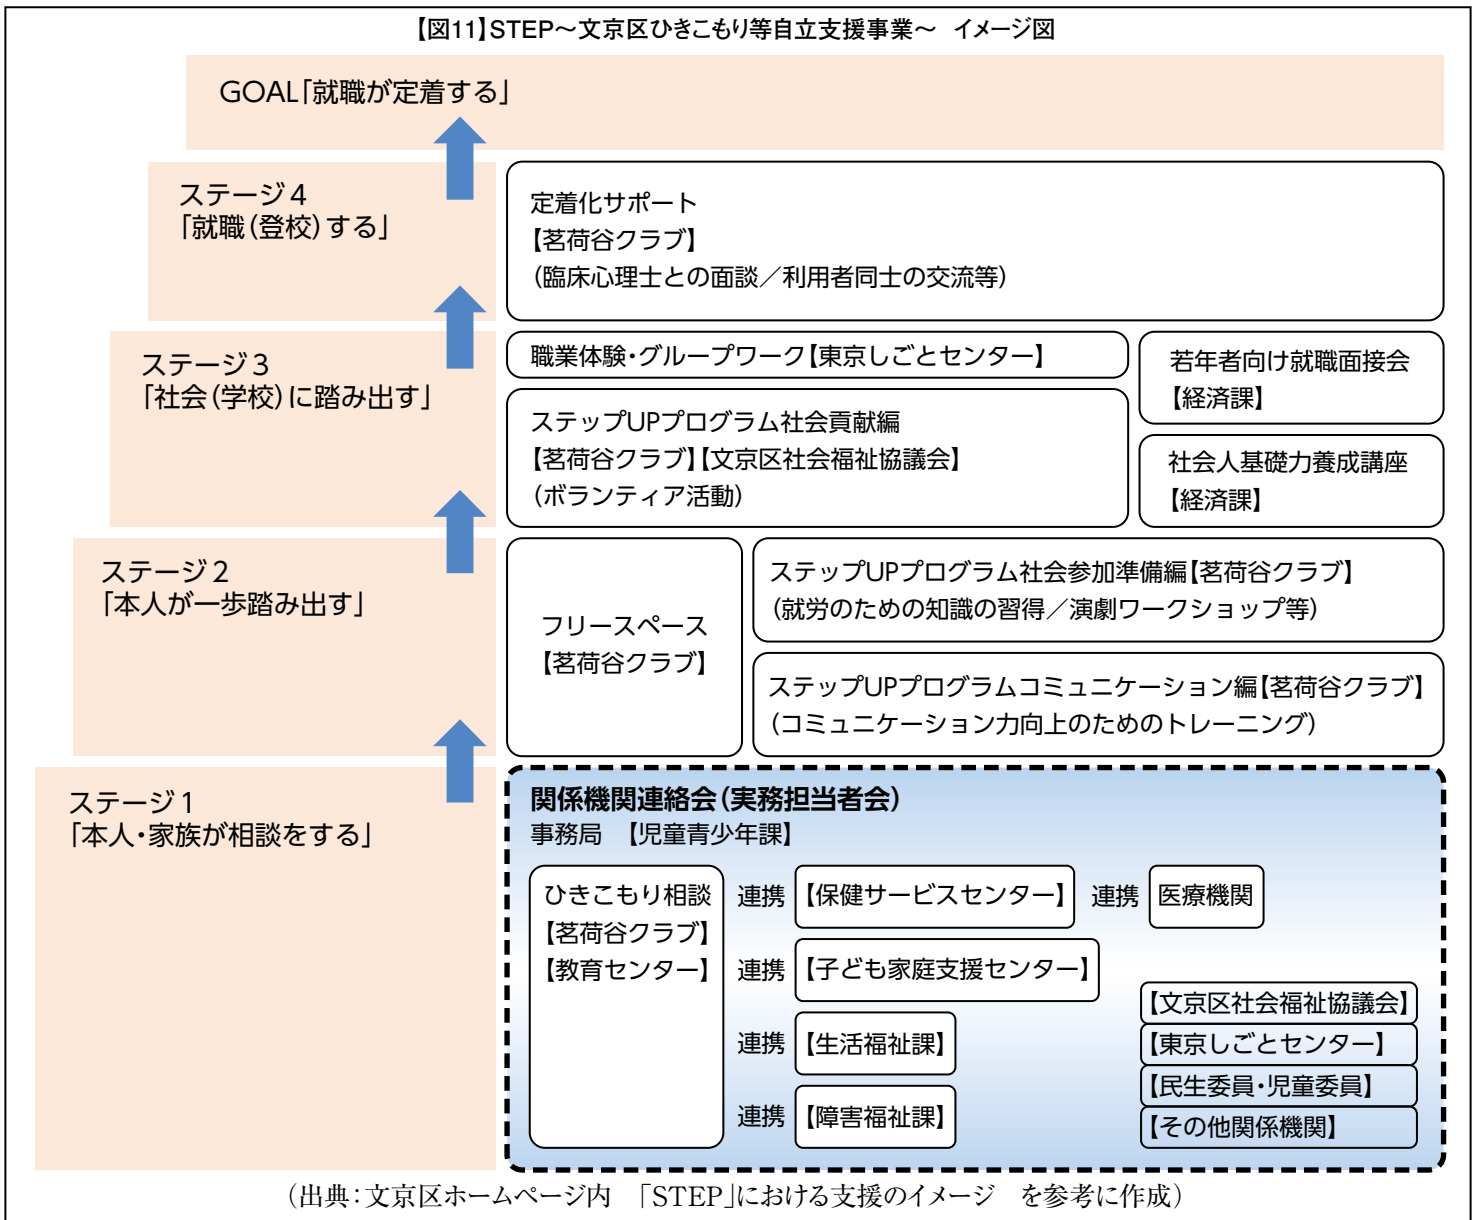 【図11】STEP～文京区ひきこもり等自立支援事業～　イメージ図
GOAL「就職が定着する」
ステージ４
「就職（登校）する」
定着化サポート
【茗荷谷クラブ】
（臨床心理士との面談／利用者同士の交流等）
ステージ３
「社会（学校）に踏み出す」
職業体験・グループワーク【東京しごとセンター】
ステップUPプログラム社会貢献編
【茗荷谷クラブ】【文京区社会福祉協議会】
（ボランティア活動）
若年者向け就職面接会
【経済課】
社会人基礎力養成講座
【経済課】
ステージ２
「本人が一歩踏み出す」
フリースペース
【茗荷谷クラブ】
ステップUPプログラム社会参加準備編【茗荷谷クラブ】
（就労のための知識の習得／演劇ワークショップ等）
ステップUPプログラムコミュニケーション編【茗荷谷クラブ】
（コミュニケーション力向上のためのトレーニング）
ステージ１
「本人・家族が相談をする」
関係機関連絡会（実務担当者会）
事務局　【児童青少年課】
ひきこもり相談
【茗荷谷クラブ】
【教育センター】
連携【保健サービスセンター】連携 医療機関
連携【子ども家庭支援センター】
連携【生活福祉課】
連携【障害福祉課】
【文京区社会福祉協議会】
【東京しごとセンター】
【民生委員・児童委員】
【その他関係機関】
（出典：文京区ホームページ内　「STEP」における支援のイメージ　を参考に作成）